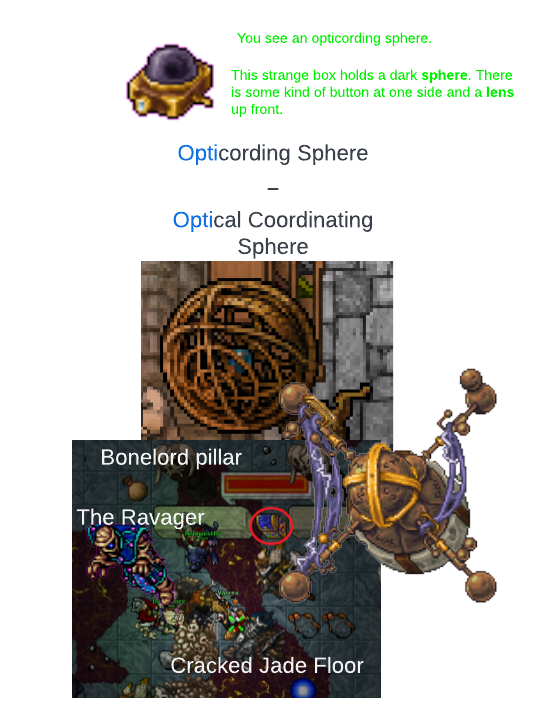 You see an opticording sphere.
This strange box holds a dark sphere. There
is some kind of button at one side and a lens
up front.
Opticording Sphere
–
Optical Coordinating
Sphere
Bonelord pillar
The Ravager
Cracked Jade Floor